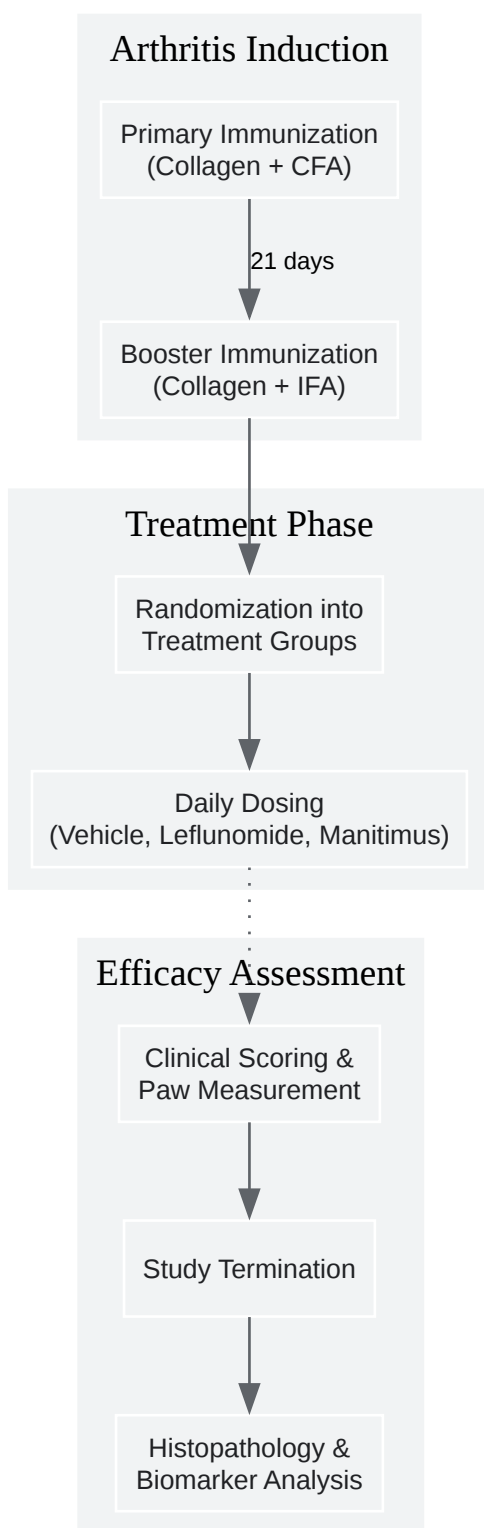 Arthritis Induction
Primary Immunization
(Collagen + CFA)
21 days
Booster Immunization
(Collagen + IFA)
Treatment Phase
Randomization into
Treatment Groups
Daily Dosing
(Vehicle, Leflunomide, Manitimus)
Efficacy Assessment
Clinical Scoring &
Paw Measurement
Study Termination
Histopathology &
Biomarker Analysis